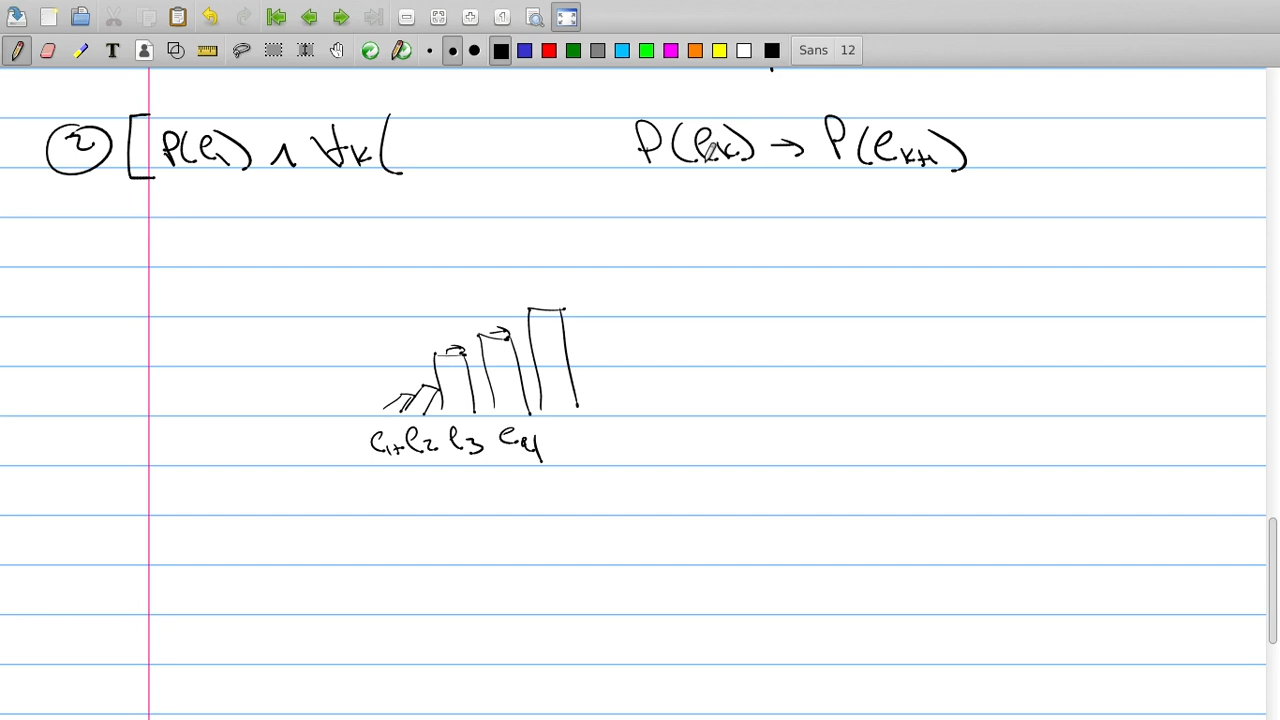 Sans 12
② [P(e₁) ∧ ∀k( P(eₖ) → P(eₖ₊₁)
e₁ e₂ e₃ e₄